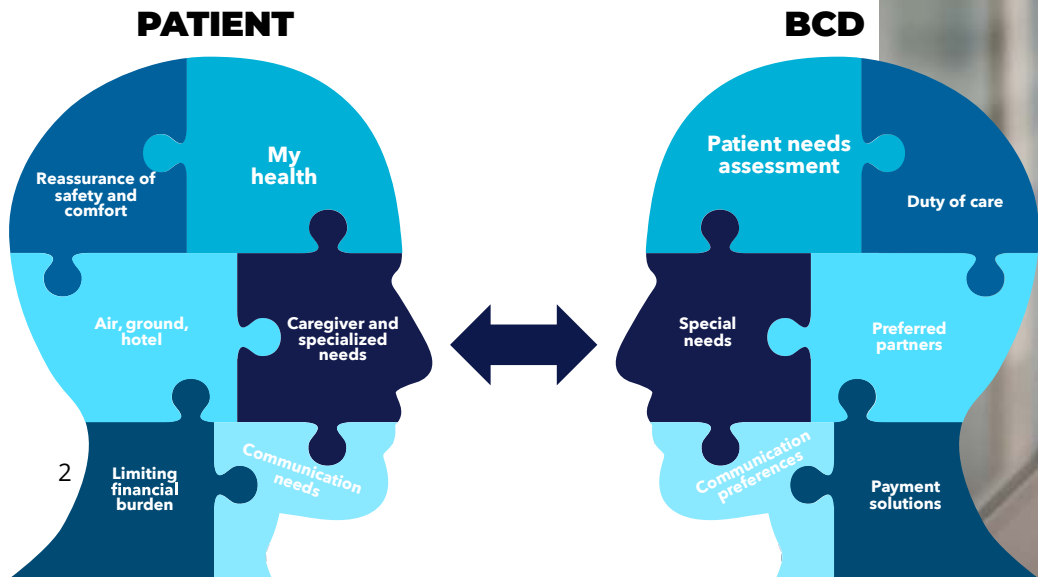 PATIENT
BCD
My
health
Reassurance of
safety and
comfort
Air, ground,
hotel
Caregiver and
specialized
needs
Communication
needs
2
Limiting
financial
burden
Patient needs
assessment
Duty of care
Special
needs
Preferred
partners
Communication
preferences
Payment
solutions